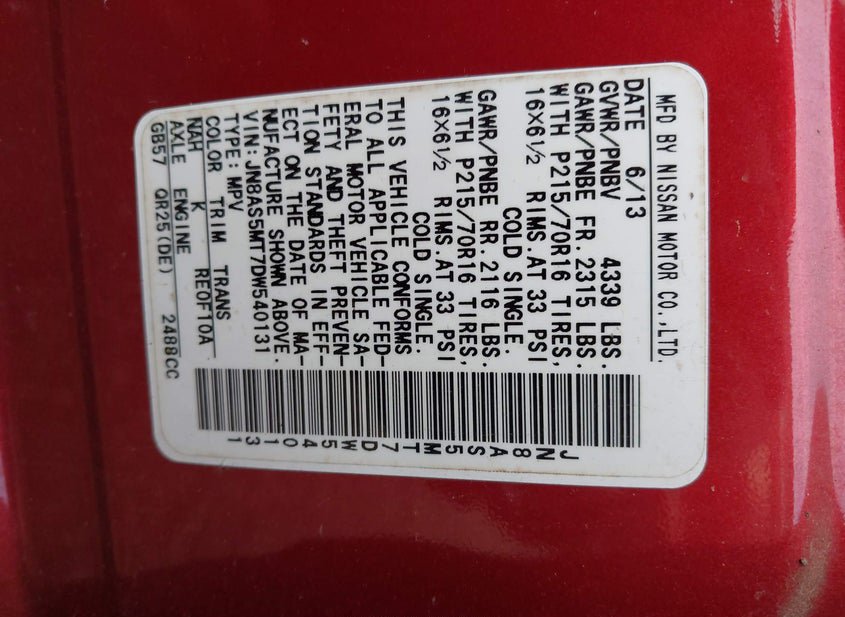 MFD BY NISSAN MOTOR CO.,LTD.
DATE 6/13
GVWR/PNBV 4339 LBS.
GAWR/PNBE FR.2315 LBS.
WITH P215/70R16 TIRES,
16X6½ RIMS.AT 33 PSI
COLD SINGLE.
GAWR/PNBE RR.2116 LBS.
WITH P215/70R16 TIRES,
16X6½ RIMS.AT 33 PSI
COLD SINGLE.
THIS VEHICLE CONFORMS
TO ALL APPLICABLE FED-
ERAL MOTOR VEHICLE SA-
FETY AND THEFT PREVEN-
TION STANDARDS IN EFF-
ECT ON THE DATE OF MA-
NUFACTURE SHOWN ABOVE.
VIN:JN8AS5MT7DW540131
TYPE:MPV
COLOR TRIM TRANS
NAH K RE0F10A
AXLE ENGINE
GB57 QR25(DE) 2488CC
JN8AS5MT7DW540131